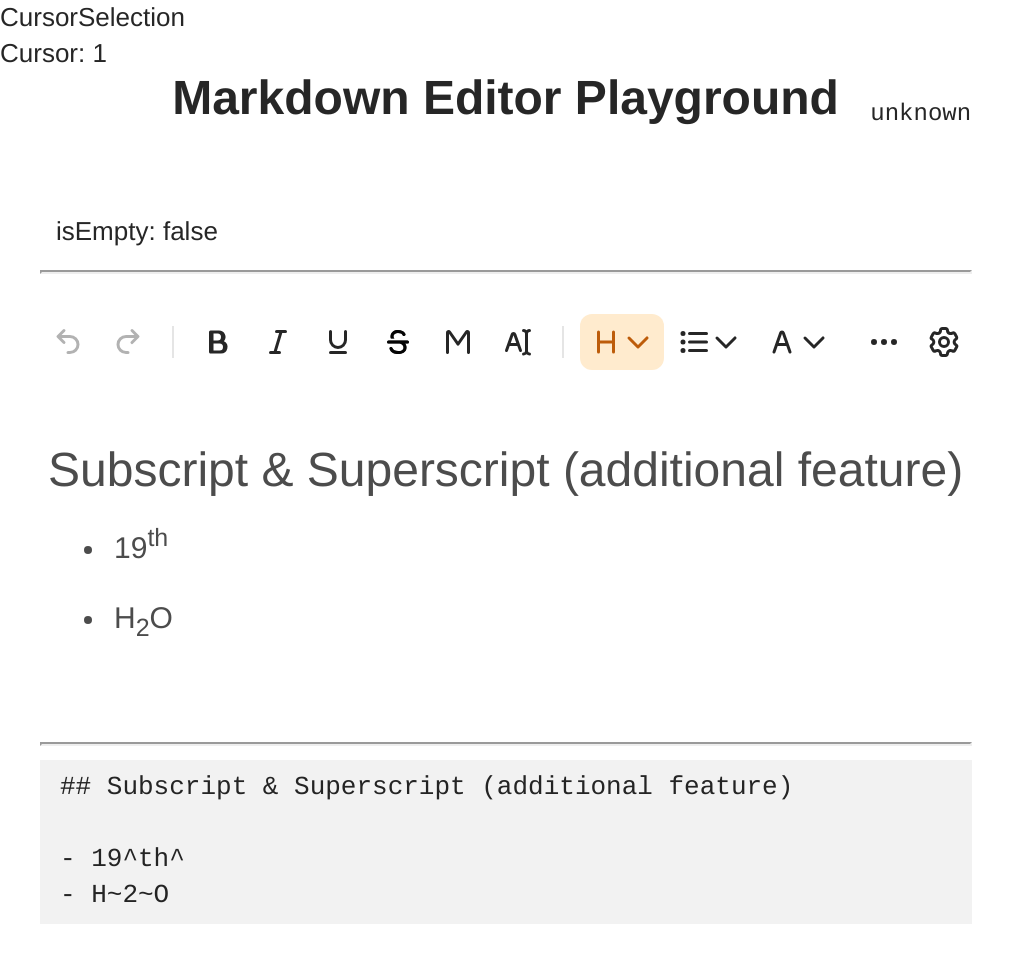 CursorSelection
Cursor: 1
Markdown Editor Playground unknown
isEmpty: false
B I U S M A H A
Subscript & Superscript (additional feature)
• 19^th
• H₂O
## Subscript & Superscript (additional feature)
- 19^th^
- H~2~O